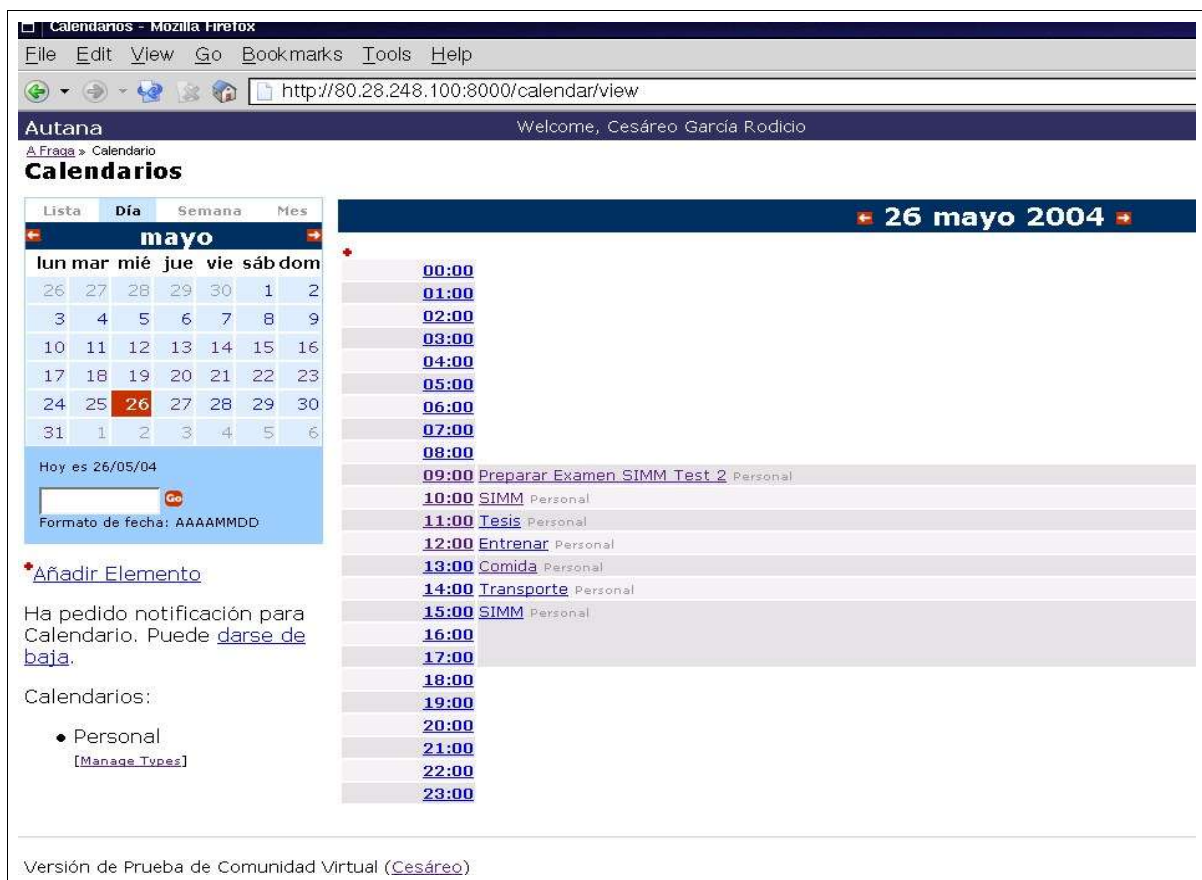 Calendarios - Mozilla Firefox
File Edit View Go Bookmarks Tools Help
http://80.28.248.100:8000/calendar/view
Autana Welcome, Cesáreo García Rodicio
A Fraga » Calendario
Calendarios
Lista Día Semana Mes
mayo
lun mar mié jue vie sáb dom
26 27 28 29 30 1 2
3 4 5 6 7 8 9
10 11 12 13 14 15 16
17 18 19 20 21 22 23
24 25 26 27 28 29 30
31 1 2 3 4 5 6
Hoy es 26/05/04
Go
Formato de fecha: AAAAMMDD
Añadir Elemento
Ha pedido notificación para
Calendario. Puede darse de
baja.
Calendarios:
• Personal
[Manage Types]
26 mayo 2004
00:00
01:00
02:00
03:00
04:00
05:00
06:00
07:00
08:00
09:00 Preparar Examen SIMM Test 2 Personal
10:00 SIMM Personal
11:00 Tesis Personal
12:00 Entrenar Personal
13:00 Comida Personal
14:00 Transporte Personal
15:00 SIMM Personal
16:00
17:00
18:00
19:00
20:00
21:00
22:00
23:00
Versión de Prueba de Comunidad Virtual (Cesáreo)